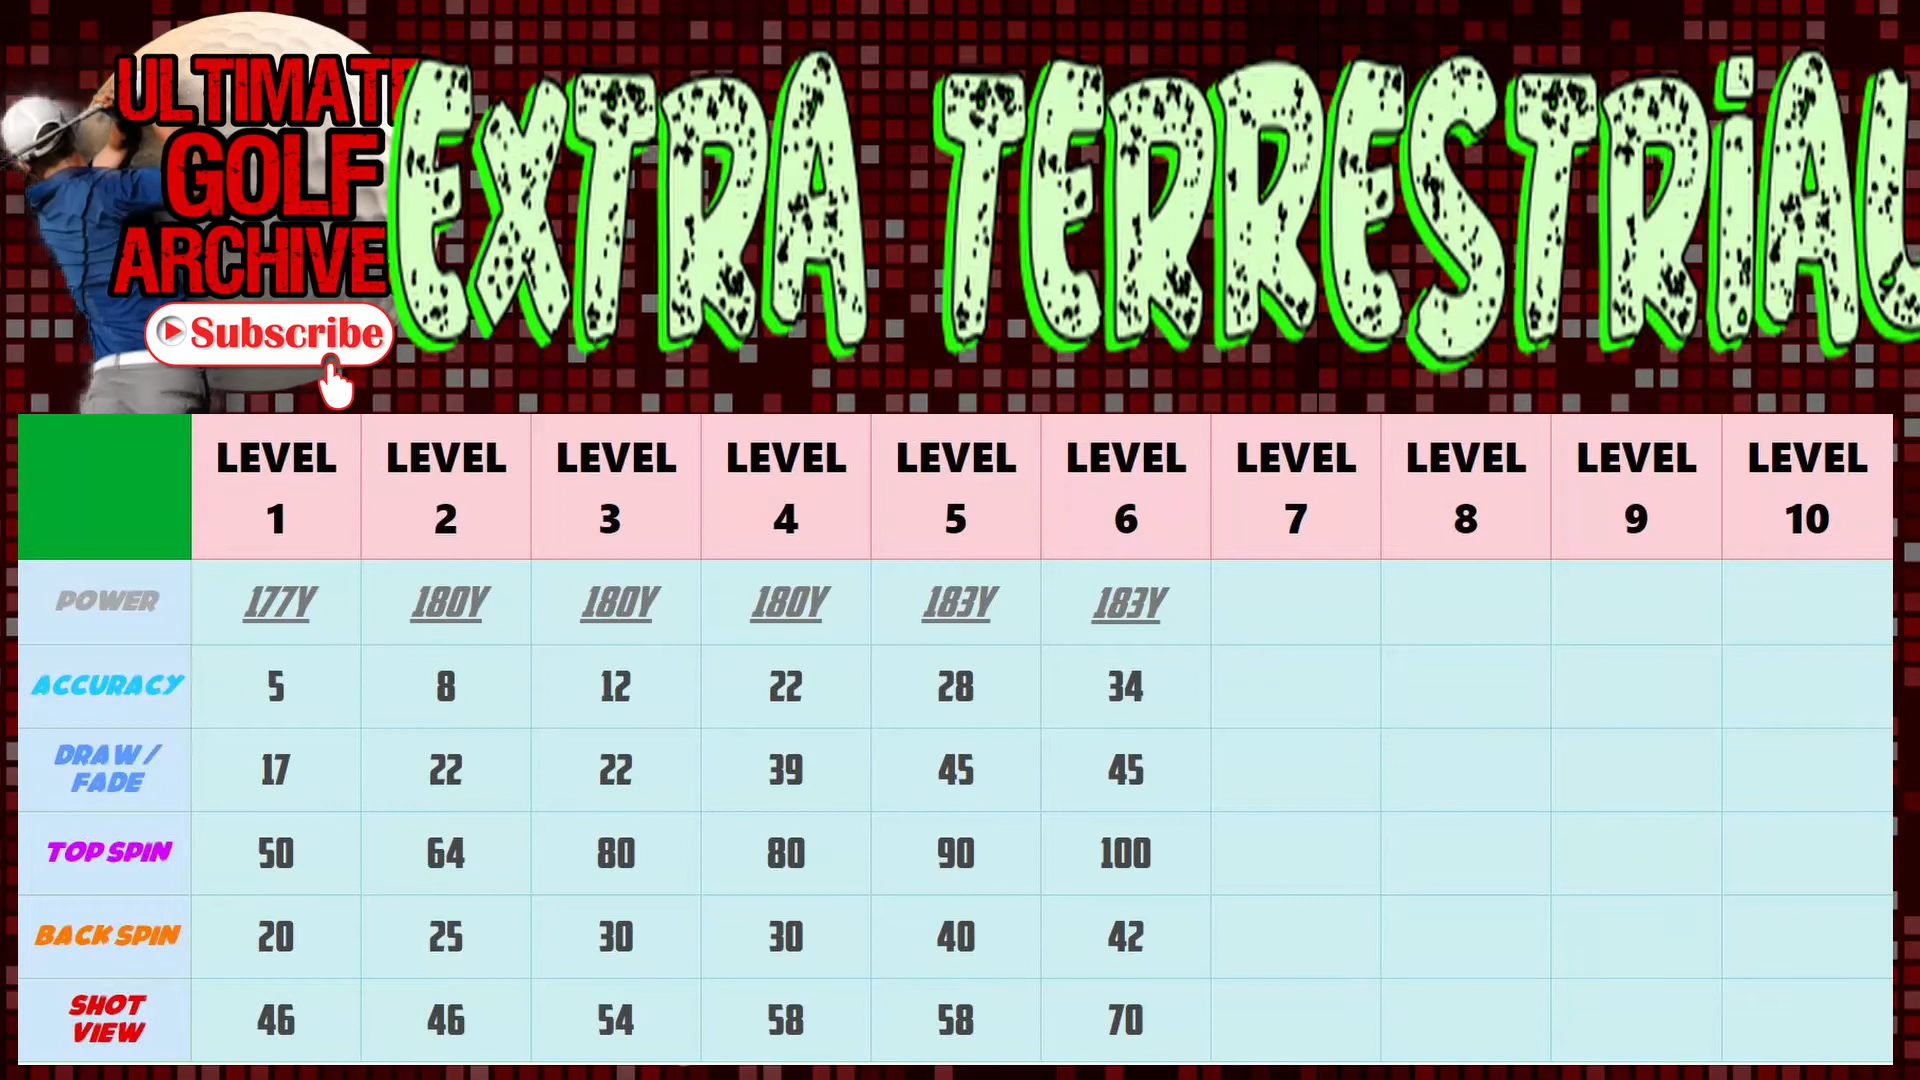 ULTIMATE
GOLF
ARCHIVE
Subscribe
EXTRA TERRESTRIAL
LEVEL 1 LEVEL 2 LEVEL 3 LEVEL 4 LEVEL 5 LEVEL 6 LEVEL 7 LEVEL 8 LEVEL 9 LEVEL 10
POWER 177Y 180Y 180Y 180Y 183Y 183Y
ACCURACY 5 8 12 22 28 34
DRAW / FADE 17 22 22 39 45 45
TOP SPIN 50 64 80 80 90 100
BACK SPIN 20 25 30 30 40 42
SHOT VIEW 46 46 54 58 58 70